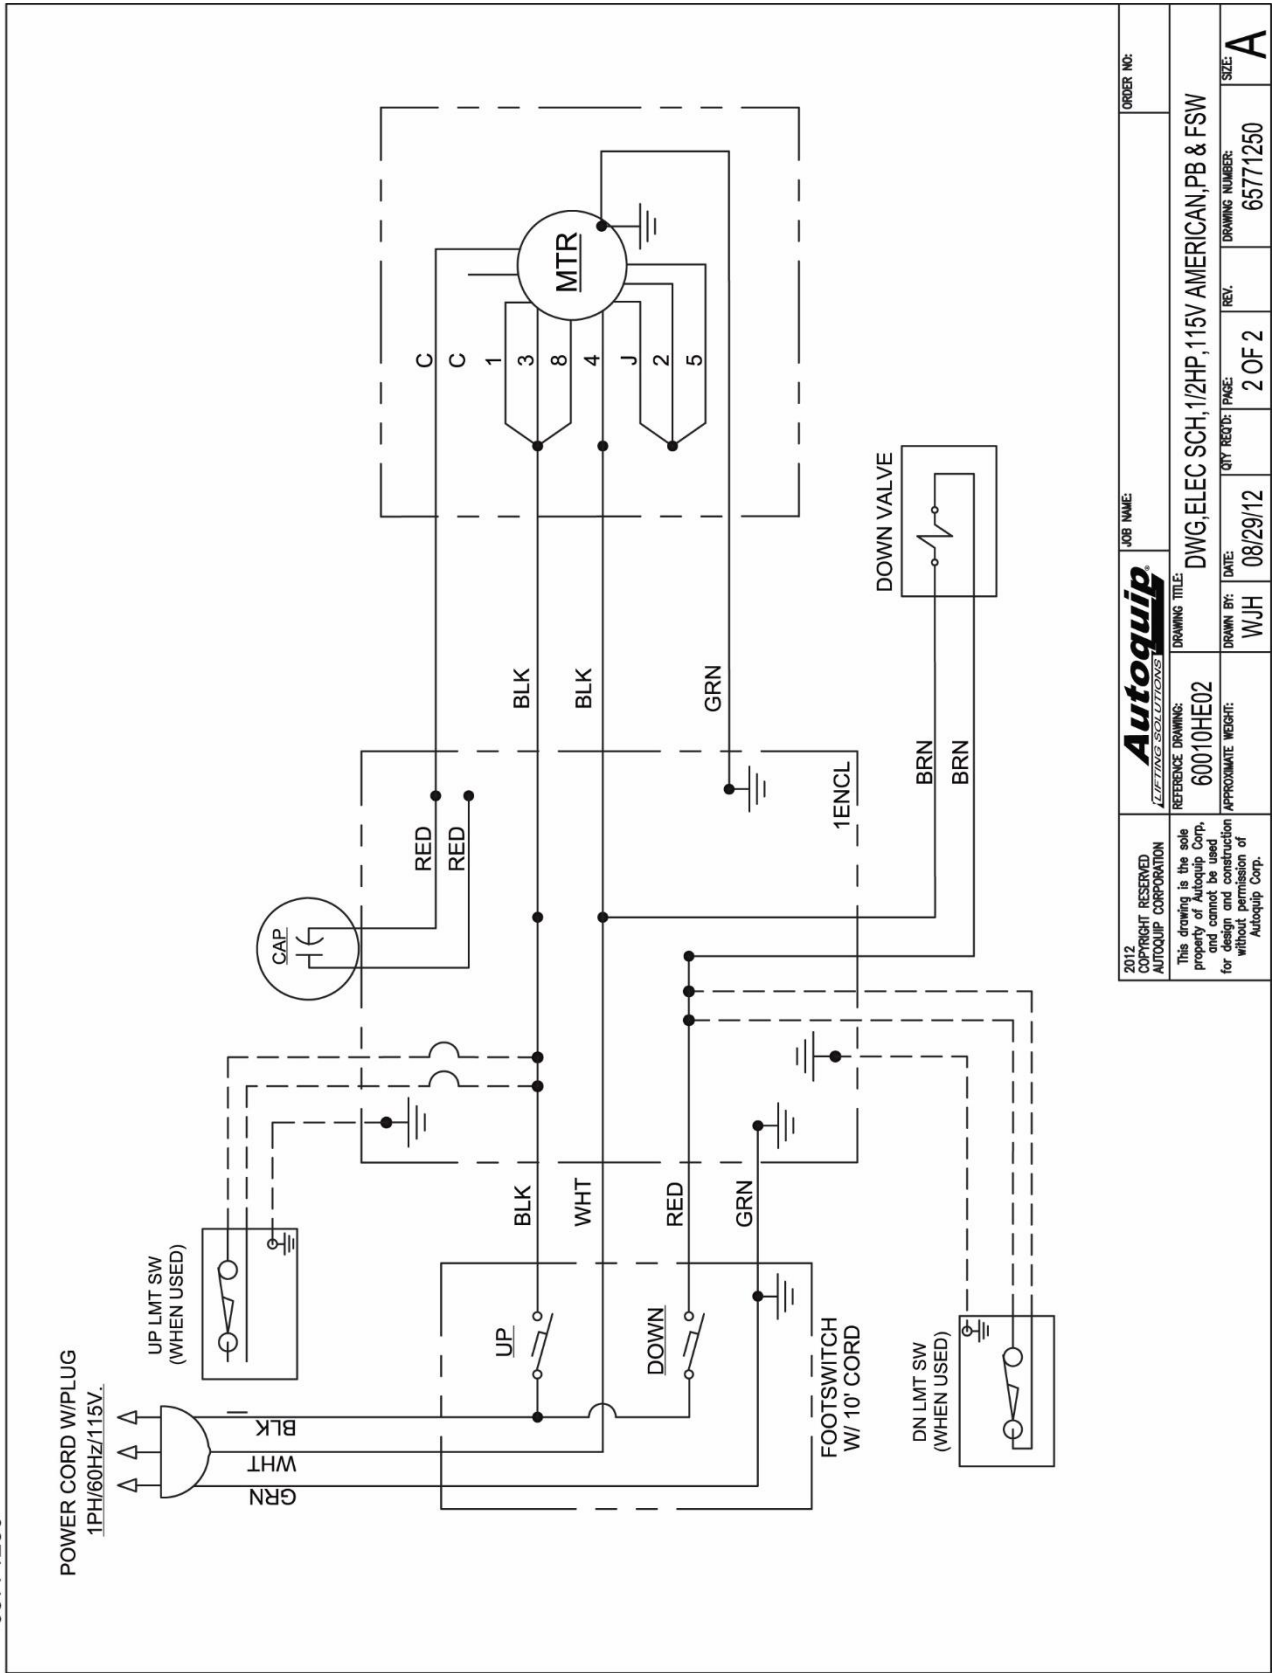 POWER CORD W/PLUG
1PH/60Hz/115V.
BLK
WHT
GRN
UP LMT SW
(WHEN USED)
CAP
RED
RED
C
C
1
3
8
4
J
2
5
MTR
UP
DOWN
BLK
WHT
RED
GRN
BLK
BLK
GRN
1ENCL
FOOTSWITCH
W/ 10' CORD
DN LMT SW
(WHEN USED)
BRN
BRN
DOWN VALVE
2012
COPYRIGHT RESERVED
AUTOQUIP CORPORATION
This drawing is the sole
property of Autoquip Corp,
and cannot be used
for design and construction
without permission of
Autoquip Corp.
Autoquip®
LIFTING SOLUTIONS
JOB NAME:
ORDER NO:
REFERENCE DRAWING:
60010HE02
DRAWING TITLE:
DWG,ELEC SCH,1/2HP,115V AMERICAN,PB & FSW
APPROXIMATE WEIGHT:
DRAWN BY:
WJH
DATE:
08/29/12
QTY REQ'D:
PAGE:
2 OF 2
REV.
DRAWING NUMBER:
65771250
SIZE:
A